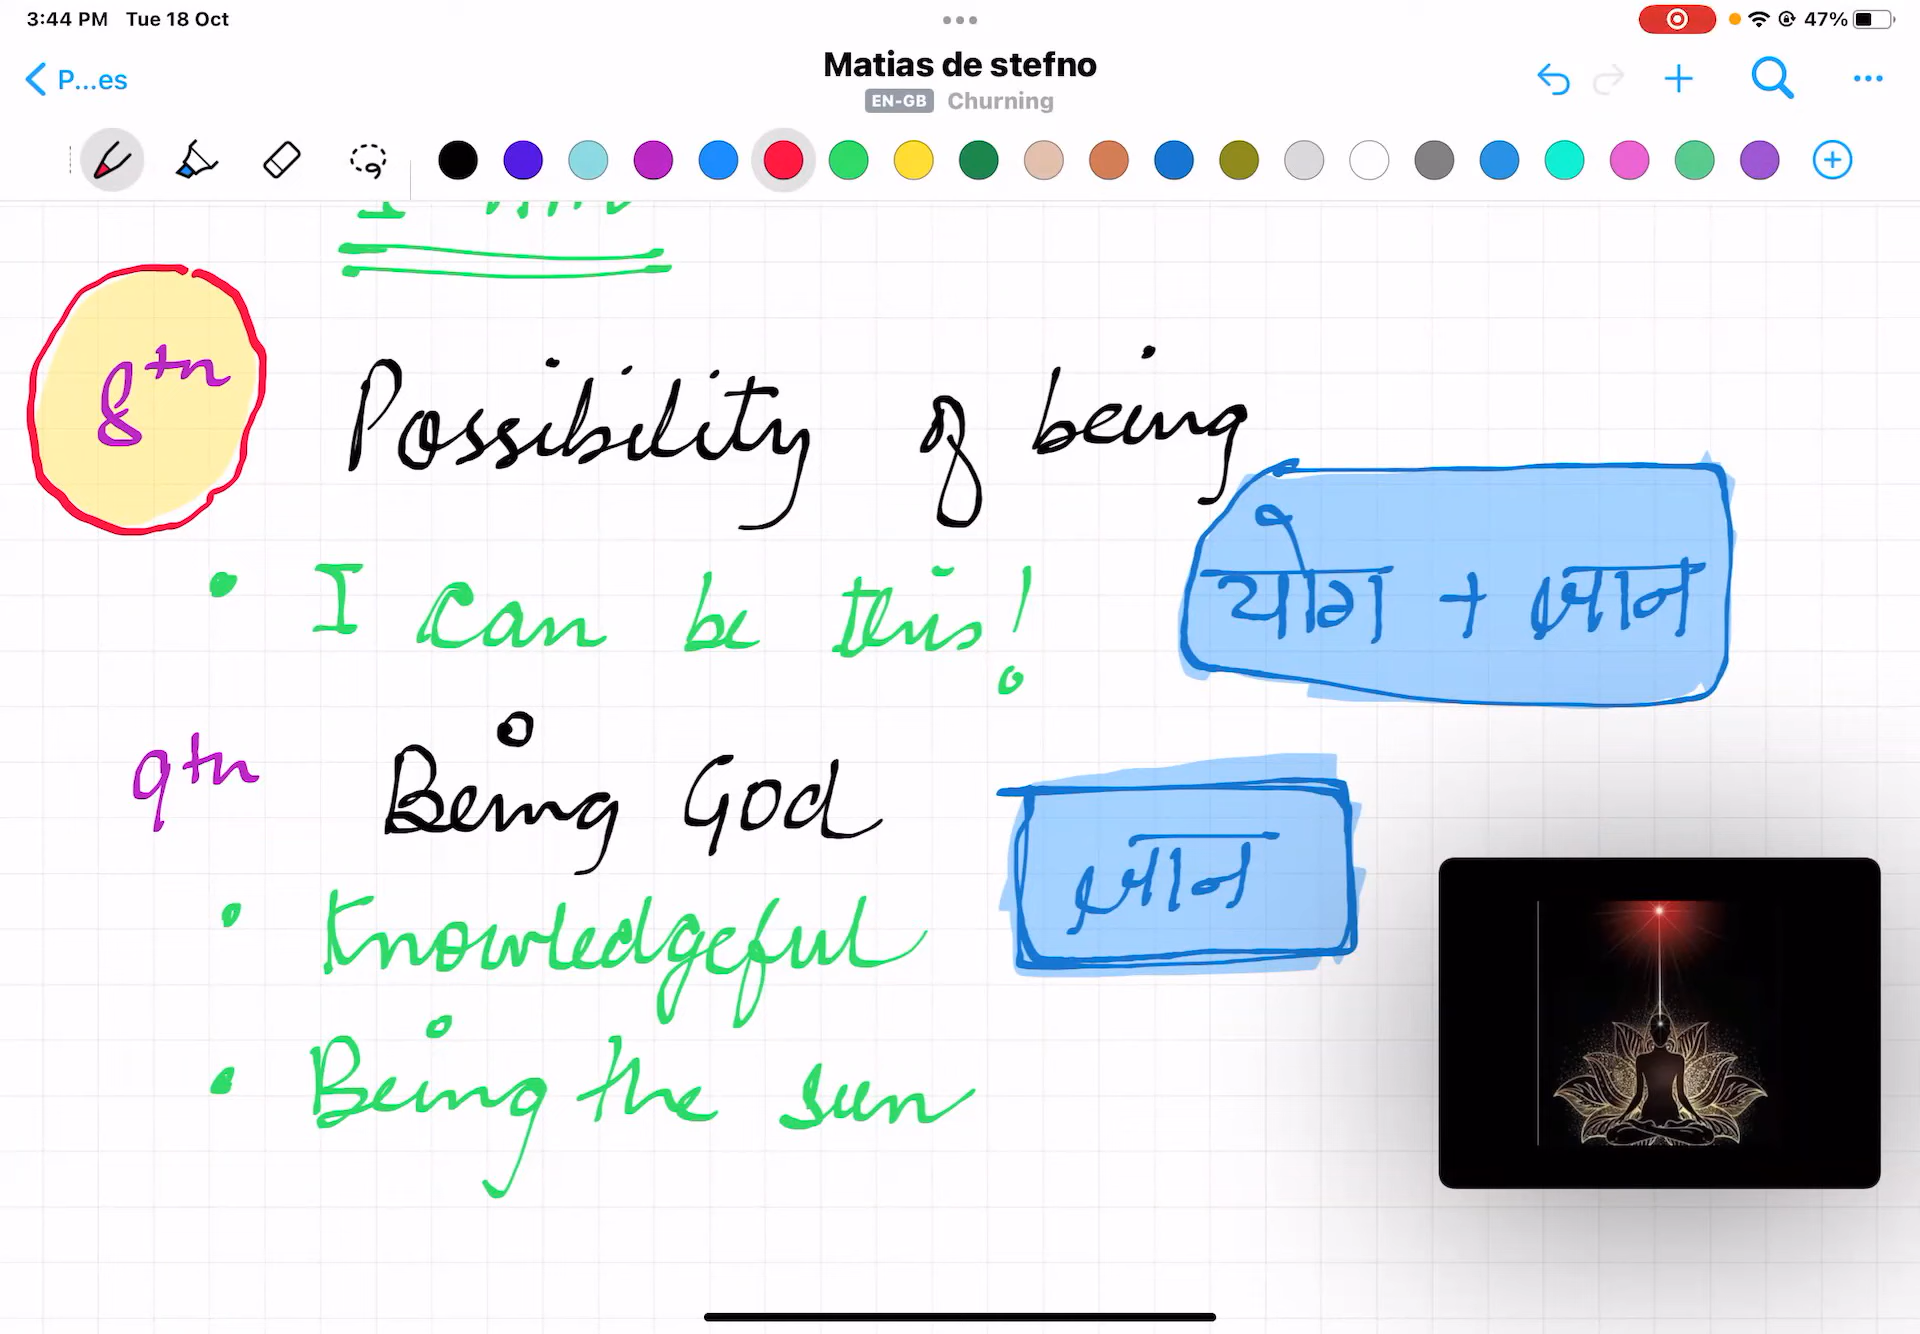 3:44 PM Tue 18 Oct
47%
Matias de stefno
P...es
EN-GB Churning
8th Possibility of being
• I can be this!
योग + ज्ञान
9th Being God
ज्ञान
• Knowledgeful
• Being the sun